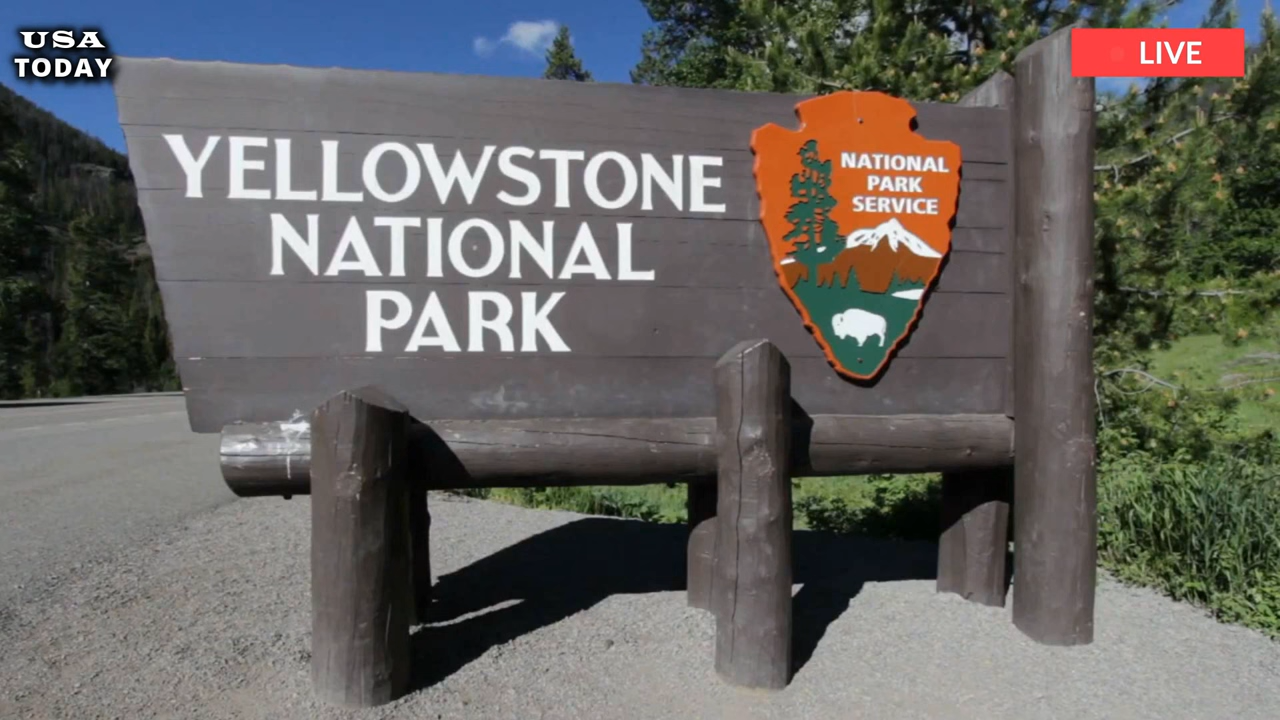 USA
TODAY
LIVE
YELLOWSTONE
NATIONAL
PARK
NATIONAL
PARK
SERVICE